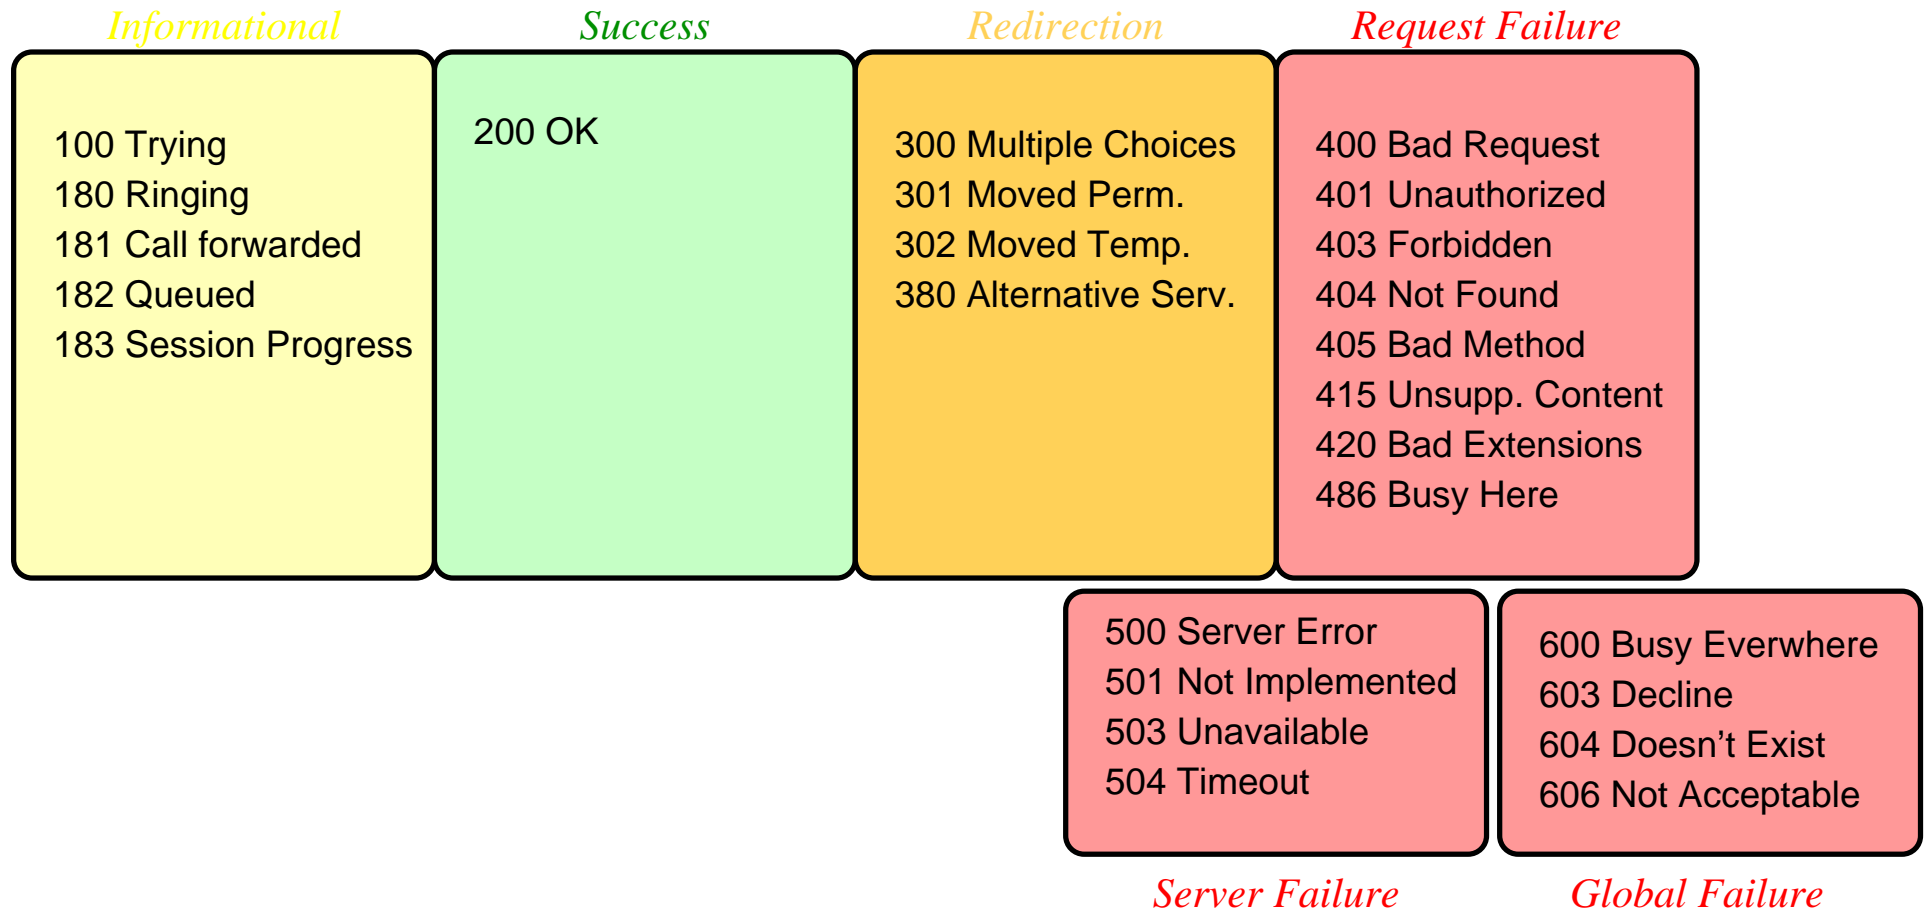 Informational
100 Trying
180 Ringing
181 Call forwarded
182 Queued
183 Session Progress
Success
200 OK
Redirection
300 Multiple Choices
301 Moved Perm.
302 Moved Temp.
380 Alternative Serv.
Request Failure
400 Bad Request
401 Unauthorized
403 Forbidden
404 Not Found
405 Bad Method
415 Unsupp. Content
420 Bad Extensions
486 Busy Here
500 Server Error
501 Not Implemented
503 Unavailable
504 Timeout
Server Failure
600 Busy Everwhere
603 Decline
604 Doesn’t Exist
606 Not Acceptable
Global Failure